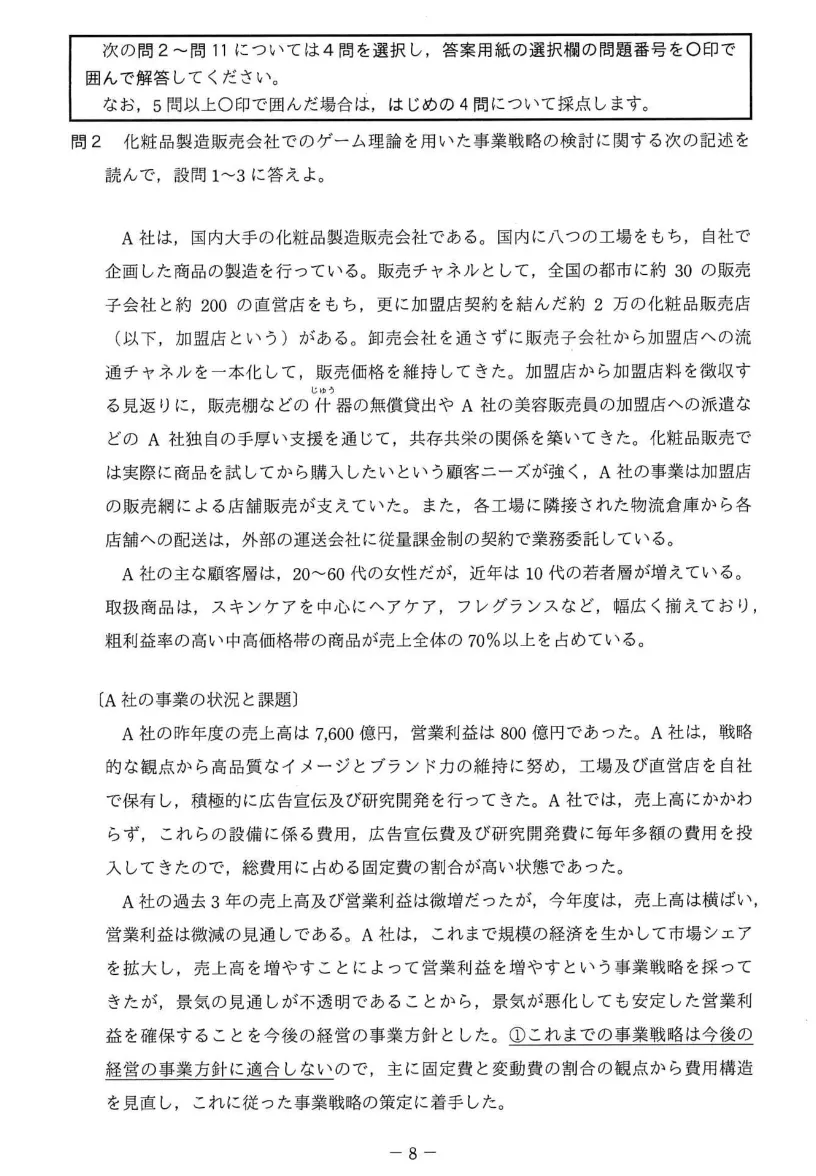 次の問２～問 11 については４問を選択し，答案用紙の選択欄の問題番号を○印で
囲んで解答してください。
なお，５問以上○印で囲んだ場合は，はじめの４問について採点します。
問２　化粧品製造販売会社でのゲーム理論を用いた事業戦略の検討に関する次の記述を
読んで，設問 1～3 に答えよ。
A 社は，国内大手の化粧品製造販売会社である。国内に八つの工場をもち，自社で
企画した商品の製造を行っている。販売チャネルとして，全国の都市に約 30 の販売
子会社と約 200 の直営店をもち，更に加盟店契約を結んだ約 2 万の化粧品販売店
（以下，加盟店という）がある。卸売会社を通さずに販売子会社から加盟店への流
通チャネルを一本化して，販売価格を維持してきた。加盟店から加盟店料を徴収す
じゅう
る見返りに，販売棚などの什器の無償貸出や A 社の美容販売員の加盟店への派遣な
どの A 社独自の手厚い支援を通じて，共存共栄の関係を築いてきた。化粧品販売で
は実際に商品を試してから購入したいという顧客ニーズが強く，A 社の事業は加盟店
の販売網による店舗販売が支えていた。また，各工場に隣接された物流倉庫から各
店舗への配送は，外部の運送会社に従量課金制の契約で業務委託している。
A 社の主な顧客層は，20～60 代の女性だが，近年は 10 代の若者層が増えている。
取扱商品は，スキンケアを中心にヘアケア，フレグランスなど，幅広く揃えており，
粗利益率の高い中高価格帯の商品が売上全体の 70％以上を占めている。
〔A 社の事業の状況と課題〕
A 社の昨年度の売上高は 7,600 億円，営業利益は 800 億円であった。A 社は，戦略
的な観点から高品質なイメージとブランド力の維持に努め，工場及び直営店を自社
で保有し，積極的に広告宣伝及び研究開発を行ってきた。A 社では，売上高にかかわ
らず，これらの設備に係る費用，広告宣伝費及び研究開発費に毎年多額の費用を投
入してきたので，総費用に占める固定費の割合が高い状態であった。
A 社の過去 3 年の売上高及び営業利益は微増だったが，今年度は，売上高は横ばい，
営業利益は微減の見通しである。A 社は，これまで規模の経済を生かして市場シェア
を拡大し，売上高を増やすことによって営業利益を増やすという事業戦略を採って
きたが，景気の見通しが不透明であることから，景気が悪化しても安定した営業利
益を確保することを今後の経営の事業方針とした。①これまでの事業戦略は今後の
経営の事業方針に適合しないので，主に固定費と変動費の割合の観点から費用構造
を見直し，これに従った事業戦略の策定に着手した。
－ 8 －